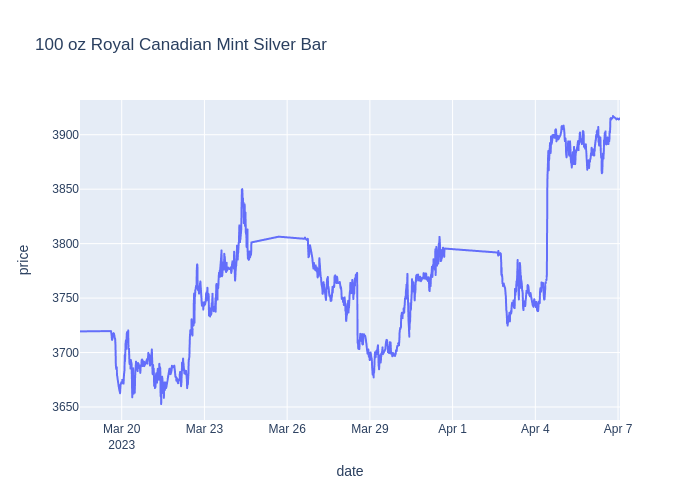 100 oz Royal Canadian Mint Silver Bar
price
3900
3850
3800
3750
3700
3650
Mar 20
2023
Mar 23
Mar 26
Mar 29
Apr 1
Apr 4
Apr 7
date